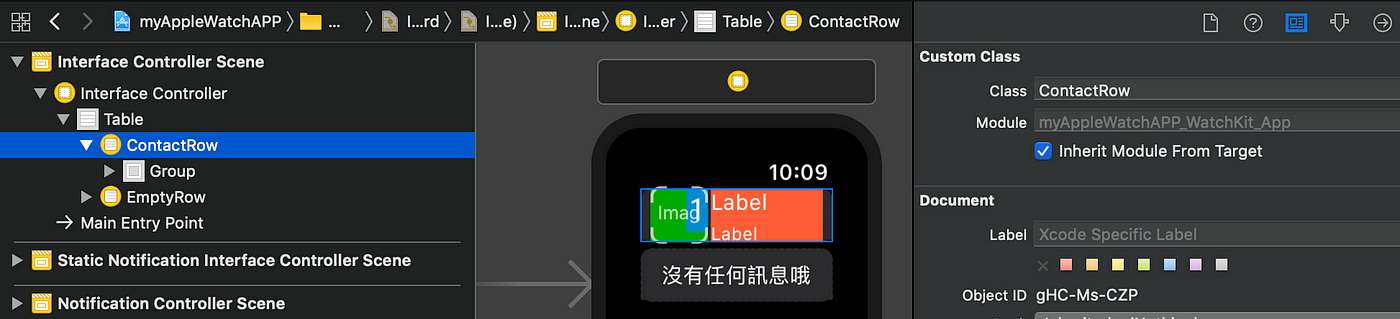 myAppleWatchAPP ... I...rd I...e) I...ne I...er Table ContactRow
Interface Controller Scene
Interface Controller
Table
ContactRow
Group
EmptyRow
Main Entry Point
Static Notification Interface Controller Scene
Notification Controller Scene
10:09
Imag
1
Label
Label
沒有任何訊息哦
Custom Class
Class ContactRow
Module myAppleWatchAPP_WatchKit_App
Inherit Module From Target
Document
Label Xcode Specific Label
Object ID gHC-Ms-CZP